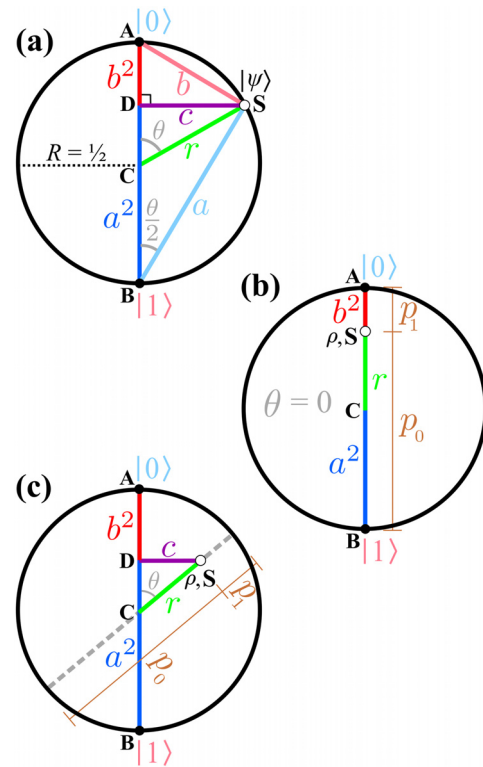 (a)
|0⟩
A
b²
b
|ψ⟩
D
S
c
θ
R = ½
r
C
a²
θ/2
a
B
|1⟩
(b)
A
|0⟩
b²
p₁
ρ,S
r
θ = 0
C
p₀
a²
B
|1⟩
(c)
A
|0⟩
b²
c
D
θ
ρ,S
r
p₁
C
a²
p₀
B
|1⟩